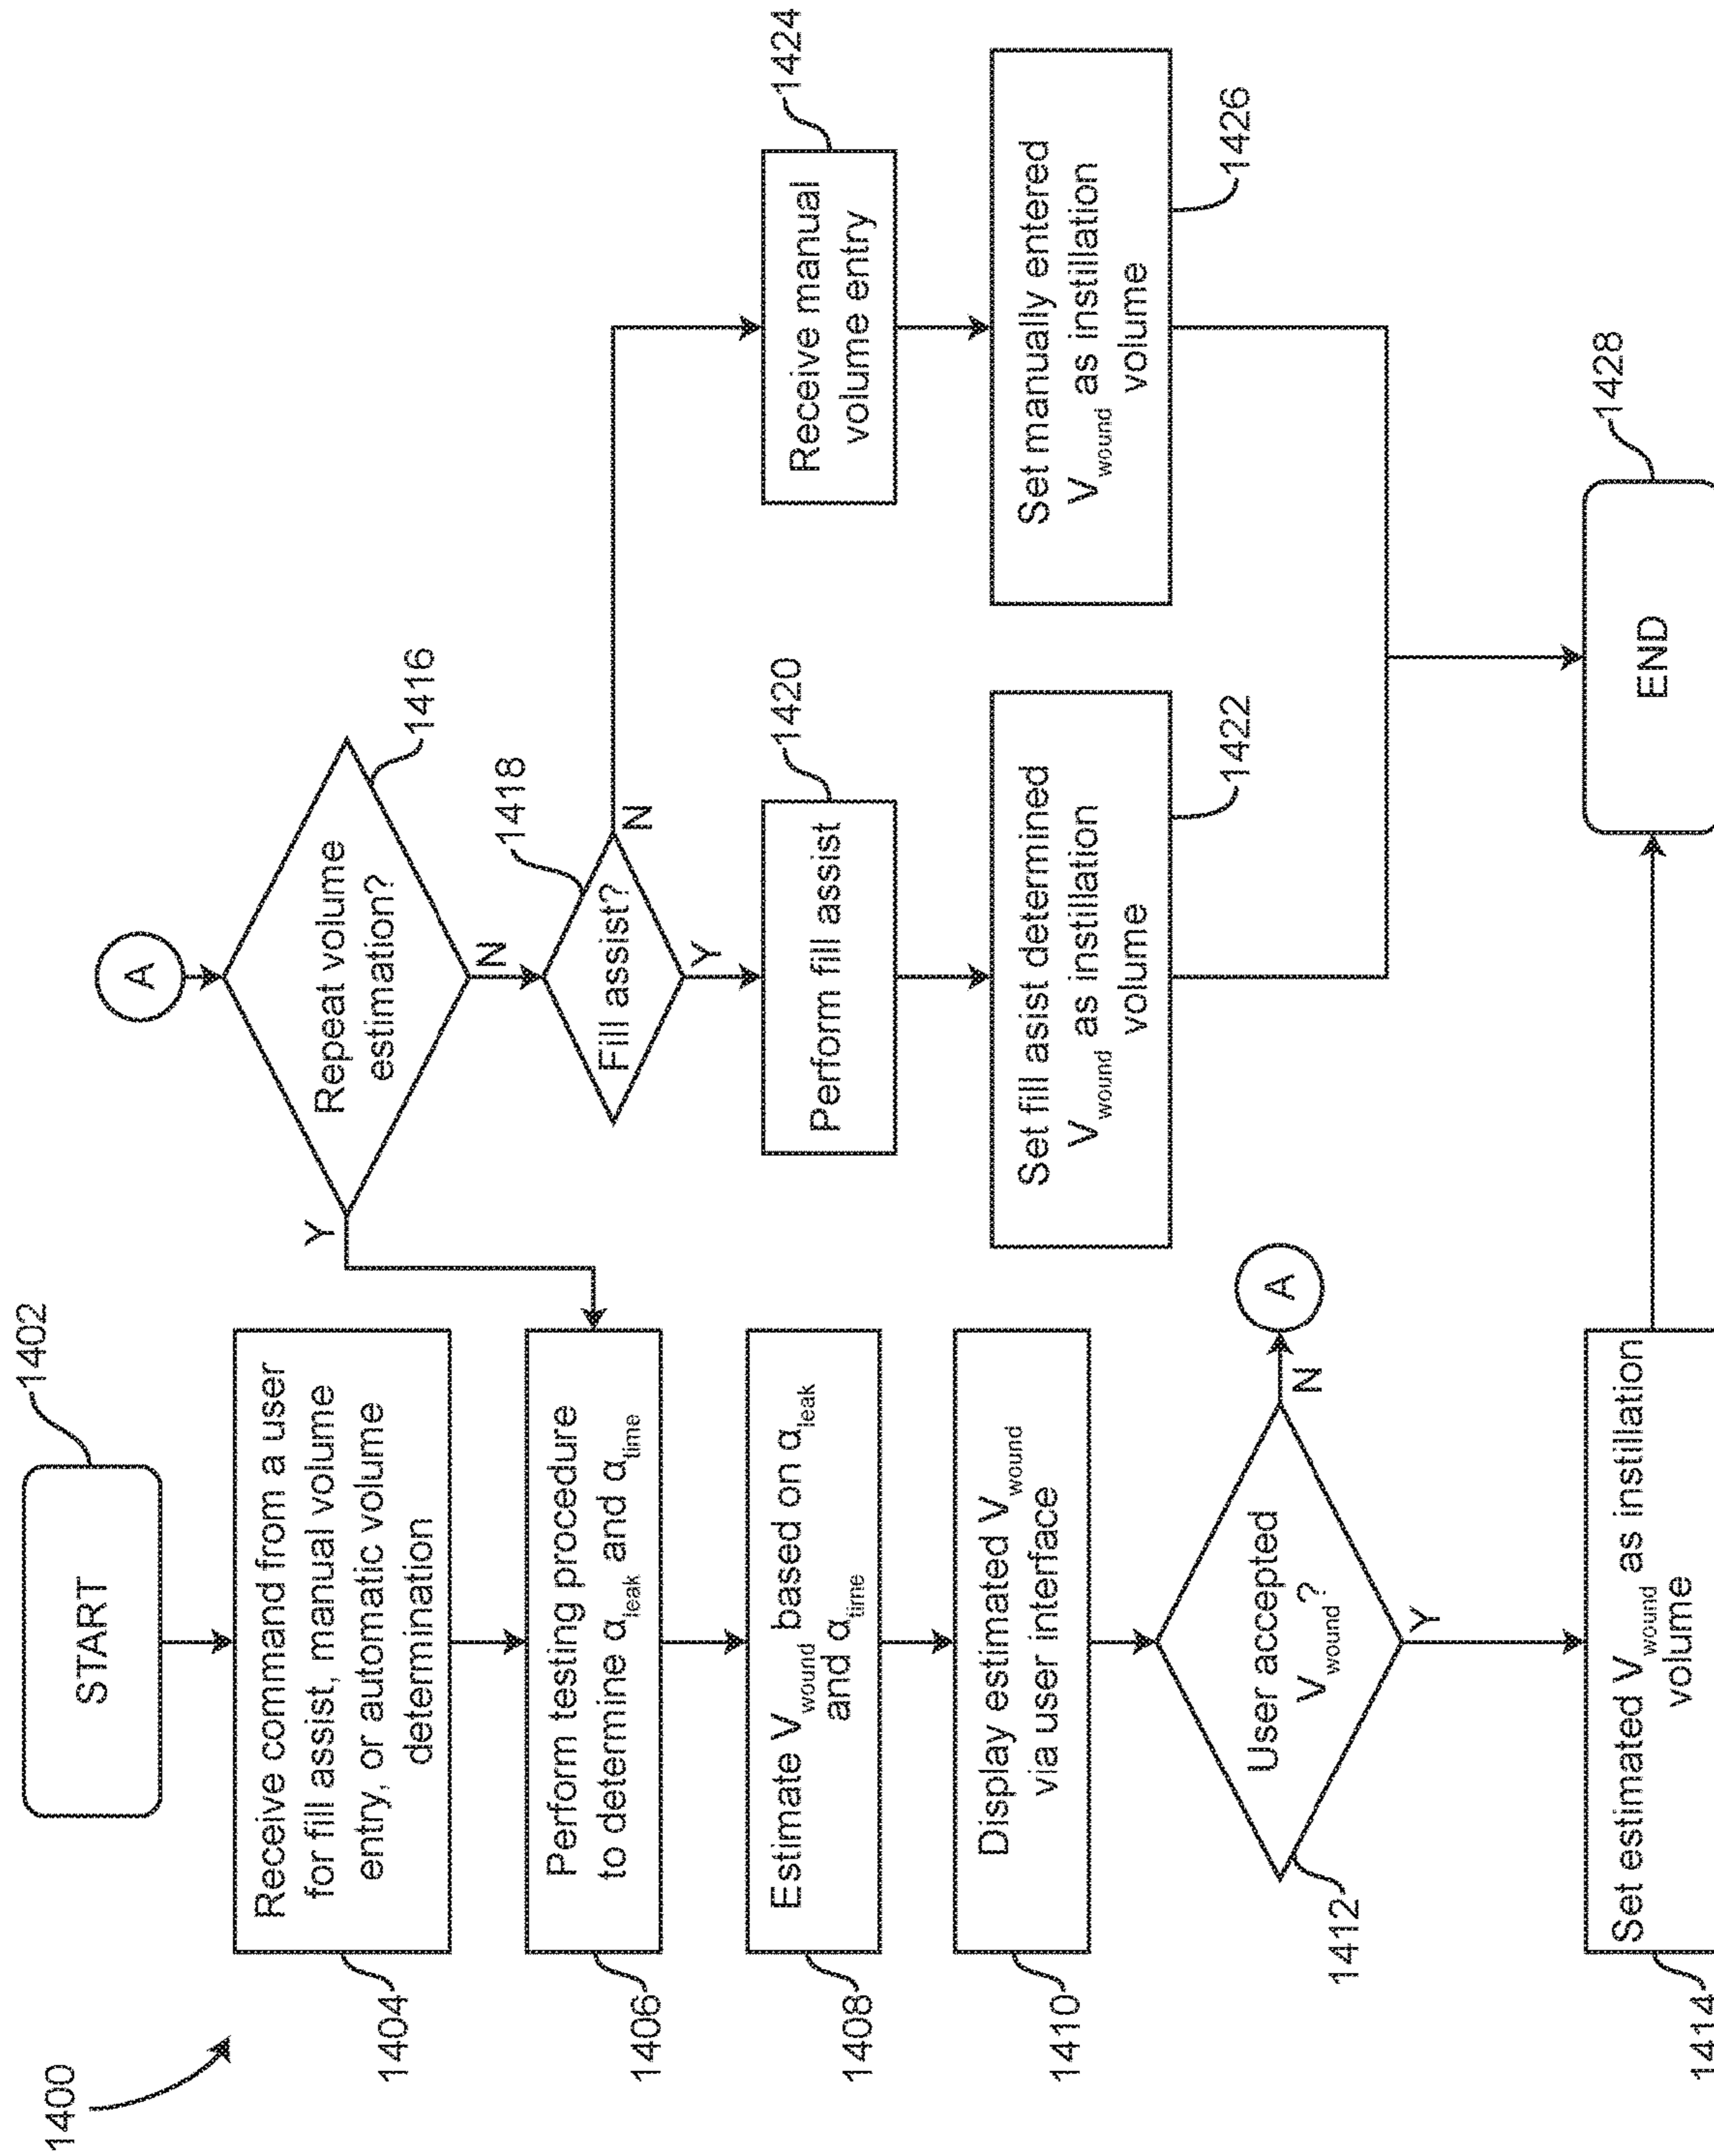 1400
START
1402
Receive command from a user
for fill assist, manual volume
entry, or automatic volume
determination
1404
Perform testing procedure
to determine αleak and αtime
1406
Estimate Vwound based on αleak
and αtime
1408
Display estimated Vwound
via user interface
1410
User accepted
Vwound?
1412
N
A
Y
Set estimated Vwound as instillation
volume
1414
A
Repeat volume
estimation?
1416
Y
N
Fill assist?
1418
N
Y
Perform fill assist
1420
Set fill assist determined
Vwound as instillation
volume
1422
Receive manual
volume entry
1424
Set manually entered
Vwound as instillation
volume
1426
END
1428